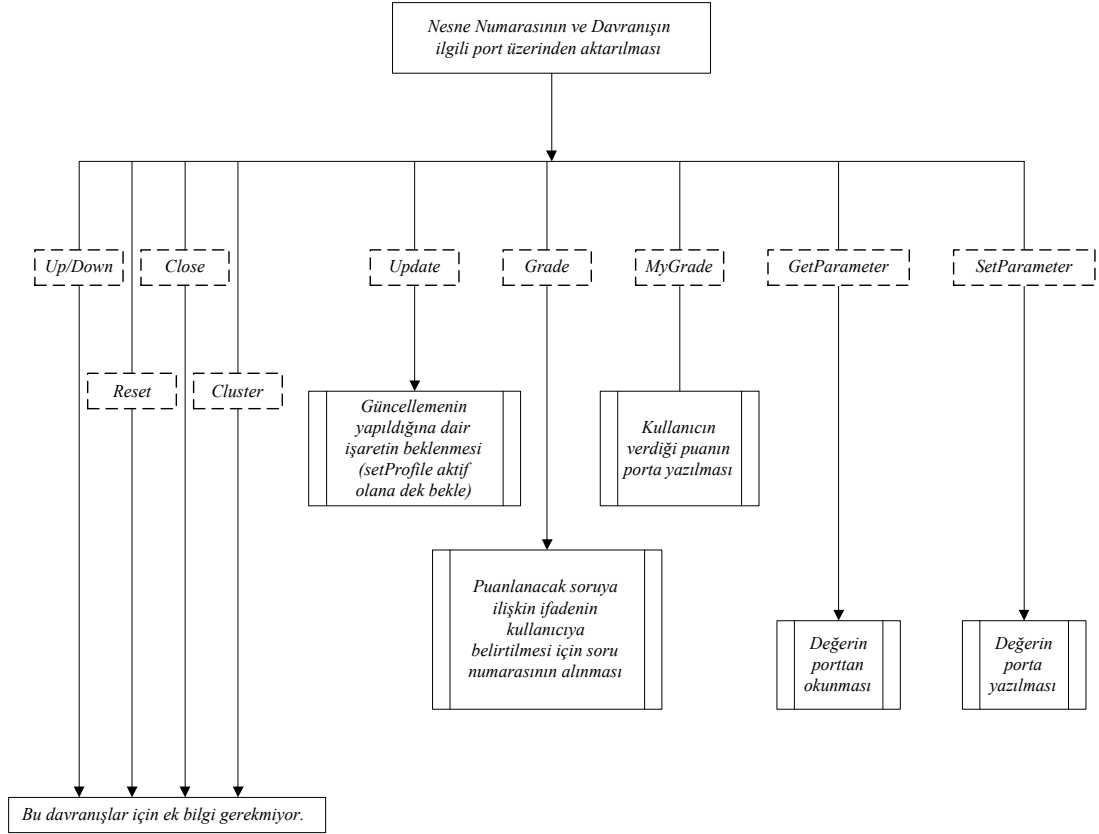 Nesne Numarasının ve Davranışın
ilgili port üzerinden aktarılması
Up/Down
Close
Update
Grade
MyGrade
GetParameter
SetParameter
Reset
Cluster
Güncellemenin
yapıldığına dair
işaretin beklenmesi
(setProfile aktif
olana dek bekle)
Kullanıcın
verdiği puanın
porta yazılması
Puanlanacak soruya
ilişkin ifadenin
kullanıcıya
belirtilmesi için soru
numarasının alınması
Değerin
porttan
okunması
Değerin
porta
yazılması
Bu davranışlar için ek bilgi gerekmiyor.